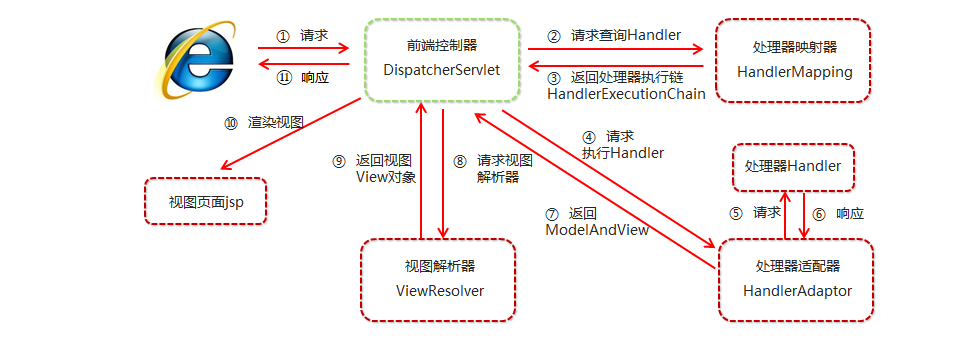 ① 请求
⑪ 响应
前端控制器
DispatcherServlet
② 请求查询Handler
③ 返回处理器执行链
HandlerExecutionChain
处理器映射器
HandlerMapping
⑩ 渲染视图
视图页面jsp
⑨ 返回视图
View对象
⑧ 请求视图
解析器
④ 请求
执行Handler
⑦ 返回
ModelAndView
处理器Handler
⑤ 请求
⑥ 响应
视图解析器
ViewResolver
处理器适配器
HandlerAdaptor